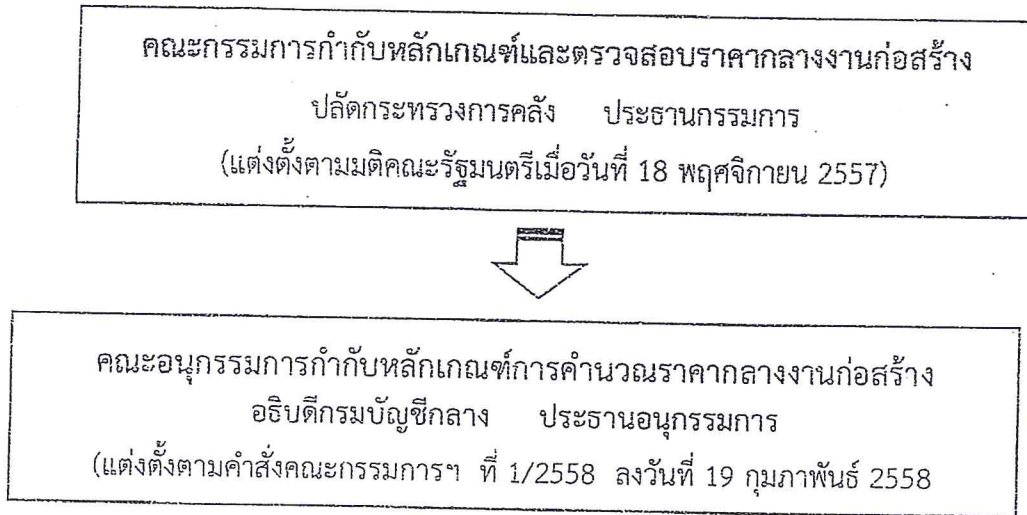 คณะกรรมการกำกับหลักเกณฑ์และตรวจสอบราคากลางงานก่อสร้าง
ปลัดกระทรวงการคลัง ประธานกรรมการ
(แต่งตั้งตามมติคณะรัฐมนตรีเมื่อวันที่ 18 พฤศจิกายน 2557)
คณะอนุกรรมการกำกับหลักเกณฑ์การคำนวณราคากลางงานก่อสร้าง
อธิบดีกรมบัญชีกลาง ประธานอนุกรรมการ
(แต่งตั้งตามคำสั่งคณะกรรมการฯ ที่ 1/2558 ลงวันที่ 19 กุมภาพันธ์ 2558